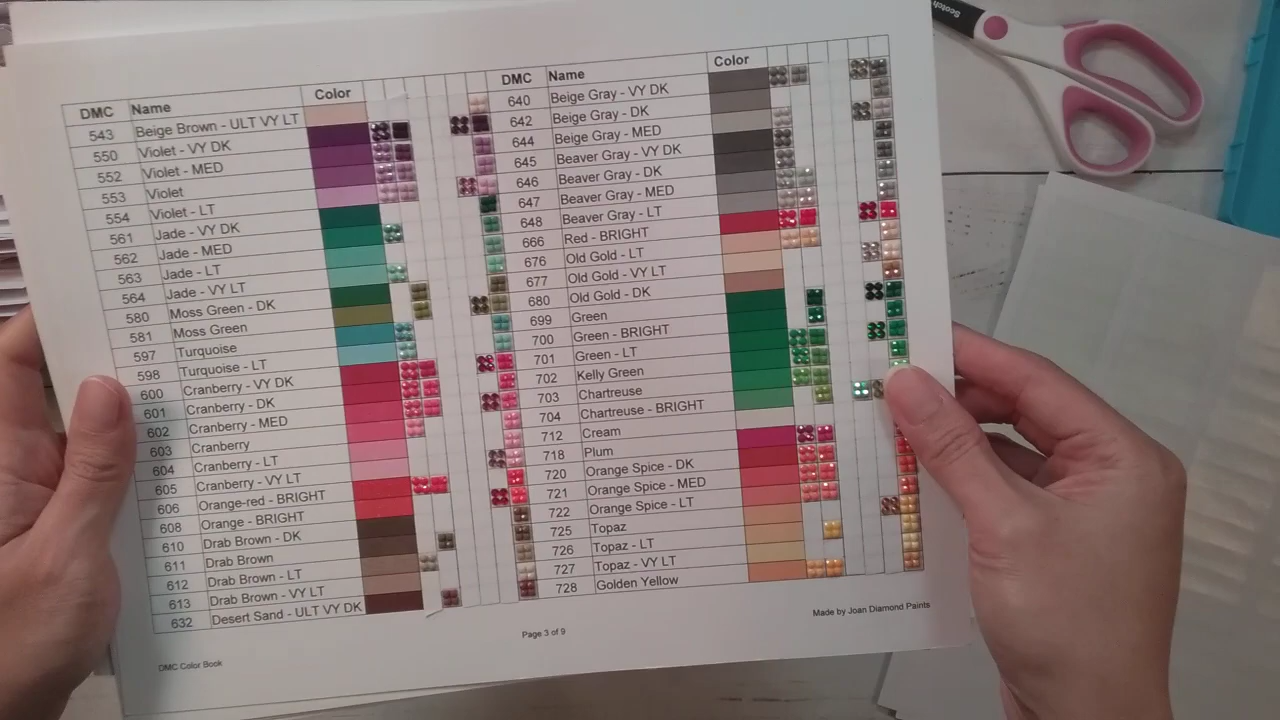 Scotch
DMC Name Color
543 Beige Brown - ULT VY LT
550 Violet - VY DK
552 Violet - MED
553 Violet
554 Violet - LT
561 Jade - VY DK
562 Jade - MED
563 Jade - LT
564 Jade - VY LT
580 Moss Green - DK
581 Moss Green
597 Turquoise
598 Turquoise - LT
600 Cranberry - VY DK
601 Cranberry - DK
602 Cranberry - MED
603 Cranberry
604 Cranberry - LT
605 Cranberry - VY LT
606 Orange-red - BRIGHT
608 Orange - BRIGHT
610 Drab Brown - DK
611 Drab Brown
612 Drab Brown - LT
613 Drab Brown - VY LT
632 Desert Sand - ULT VY DK
DMC Name Color
640 Beige Gray - VY DK
642 Beige Gray - DK
644 Beige Gray - MED
645 Beaver Gray - VY DK
646 Beaver Gray - DK
647 Beaver Gray - MED
648 Beaver Gray - LT
666 Red - BRIGHT
676 Old Gold - LT
677 Old Gold - VY LT
680 Old Gold - DK
699 Green
700 Green - BRIGHT
701 Green - LT
702 Kelly Green
703 Chartreuse
704 Chartreuse - BRIGHT
712 Cream
718 Plum
720 Orange Spice - DK
721 Orange Spice - MED
722 Orange Spice - LT
725 Topaz
726 Topaz - LT
727 Topaz - VY LT
728 Golden Yellow
DMC Color Book
Page 3 of 9
Made by Joan Diamond Paints